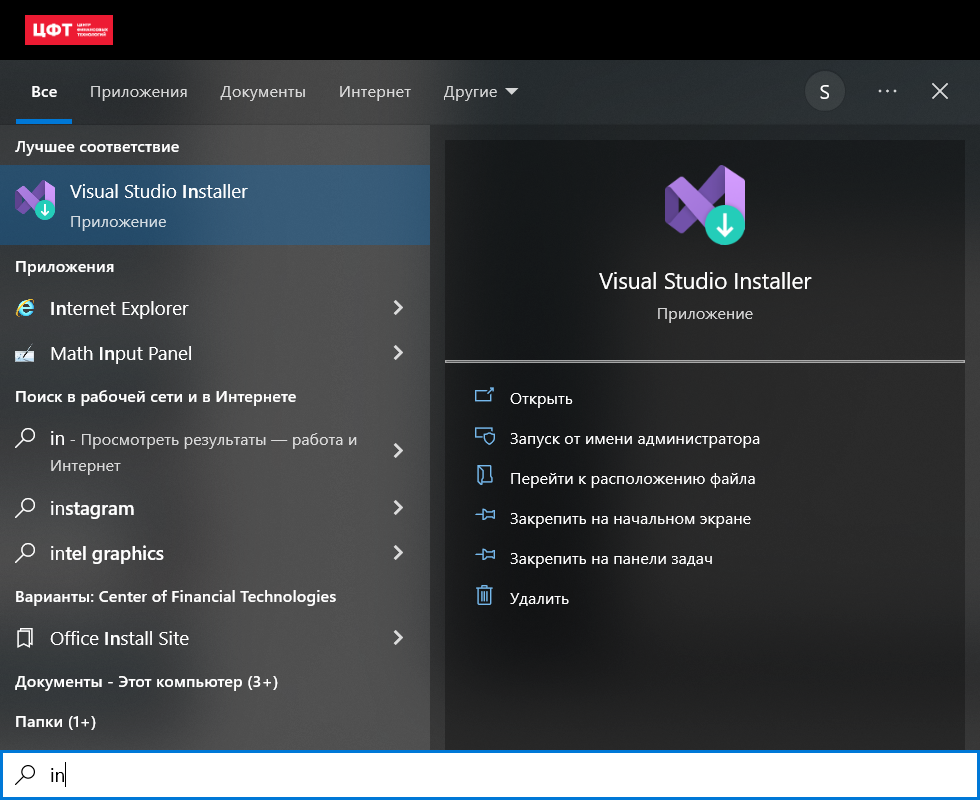 ЦФТ
ЦЕНТР
ФИНАНСОВЫХ
ТЕХНОЛОГИЙ
Все Приложения Документы Интернет Другие S
Лучшее соответствие
Visual Studio Installer
Приложение
Приложения
Internet Explorer
Math Input Panel
Поиск в рабочей сети и в Интернете
in - Просмотреть результаты — работа и
Интернет
instagram
intel graphics
Варианты: Center of Financial Technologies
Office Install Site
Документы - Этот компьютер (3+)
Папки (1+)
Visual Studio Installer
Приложение
Открыть
Запуск от имени администратора
Перейти к расположению файла
Закрепить на начальном экране
Закрепить на панели задач
Удалить
in